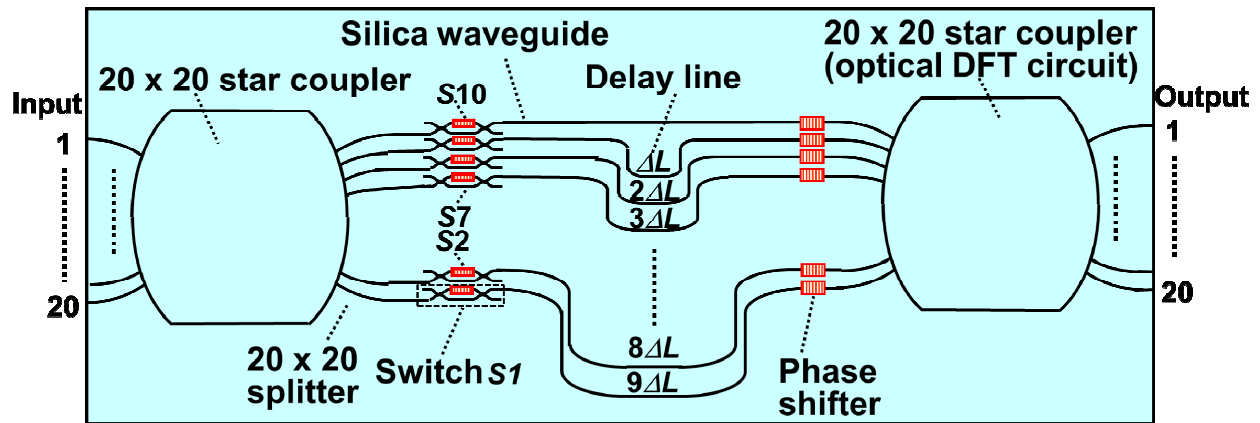 Silica waveguide
20 x 20 star coupler
(optical DFT circuit)
20 x 20 star coupler
Delay line
Input
S10
Output
1
1
ΔL
2ΔL
S7
3ΔL
S2
20
20
20 x 20
splitter
Switch S1
8ΔL
9ΔL
Phase
shifter